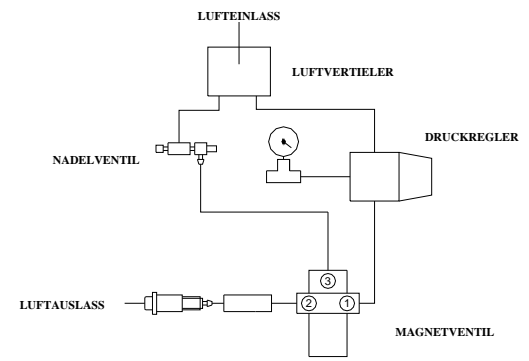 LUFTEINLASS
LUFTVERTIELER
DRUCKREGLER
NADELVENTIL
3
2 1
LUFTAUSLASS
MAGNETVENTIL